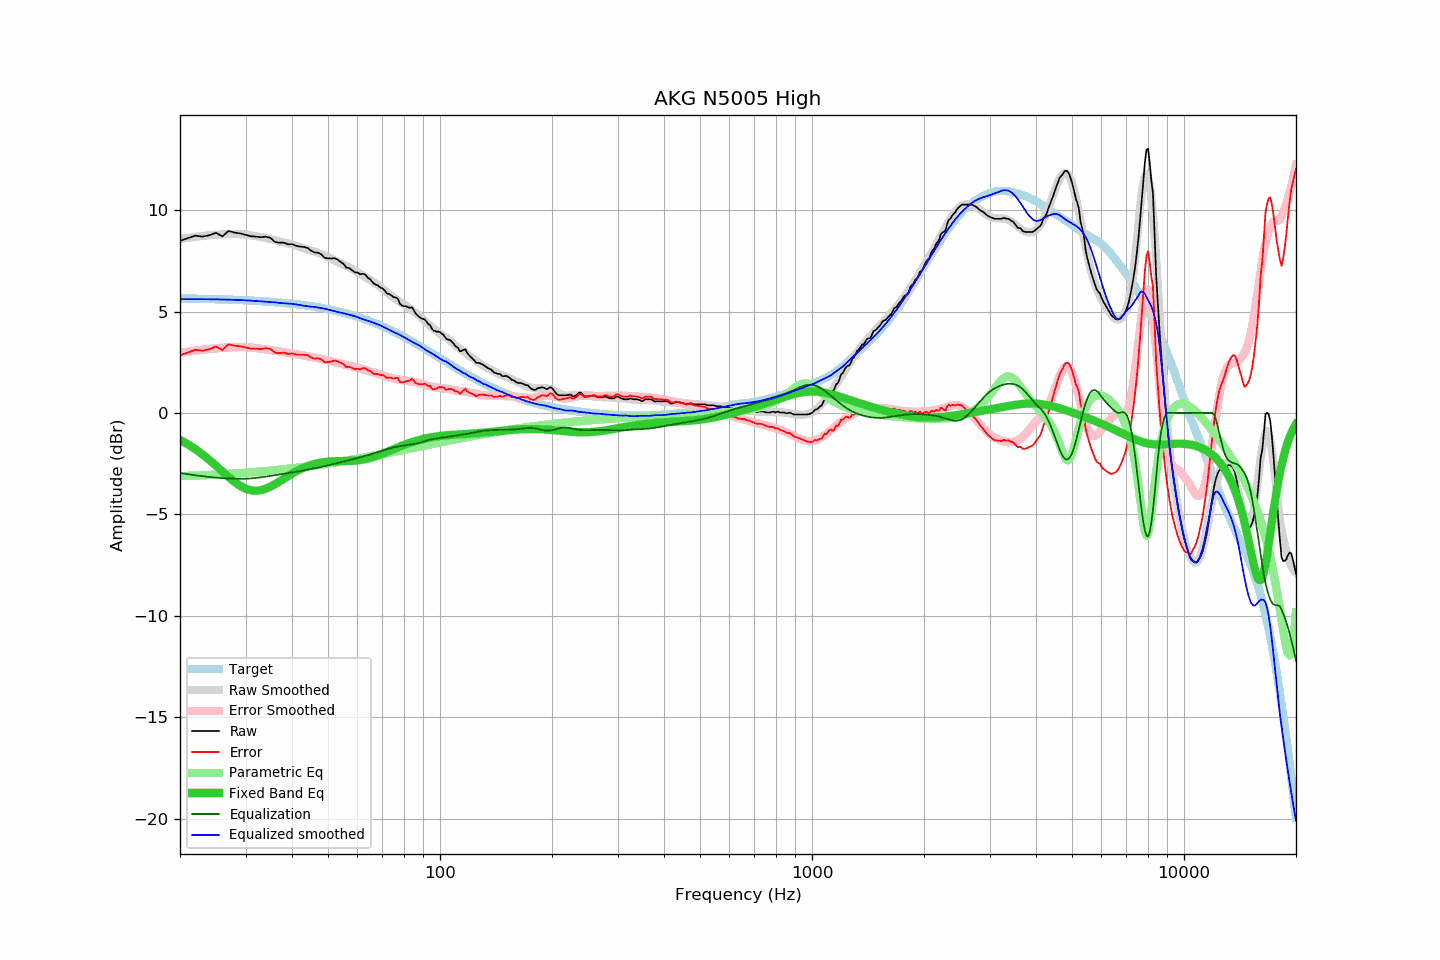 AKG N5005 High
Amplitude (dBr)
10
5
0
−5
−10
−15
−20
Target
Raw Smoothed
Error Smoothed
Raw
Error
Parametric Eq
Fixed Band Eq
Equalization
Equalized smoothed
100 1000 10000
Frequency (Hz)